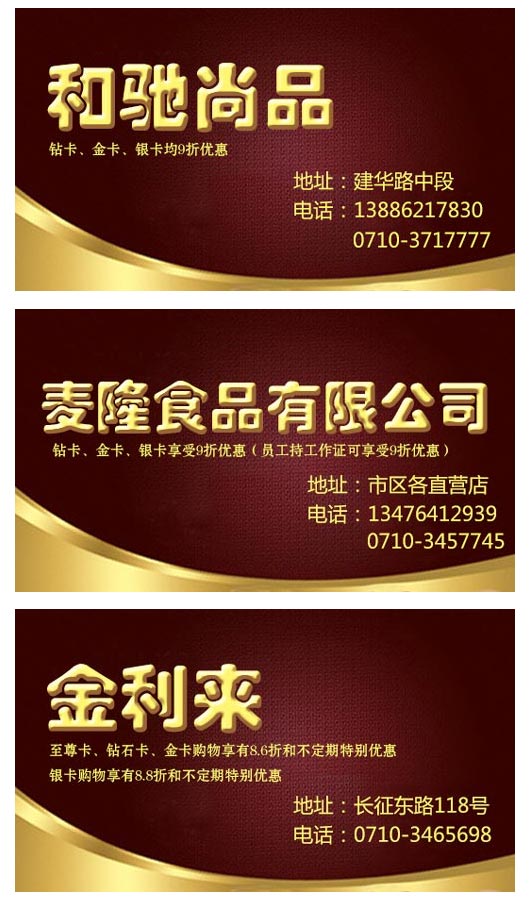 和驰尚品
钻卡、金卡、银卡均9折优惠
地址：建华路中段
电话：13886217830
0710-3717777
麦隆食品有限公司
钻卡、金卡、银卡享受9折优惠（员工持工作证可享受9折优惠）
地址：市区各直营店
电话：13476412939
0710-3457745
金利来
至尊卡、钻石卡、金卡购物享有8.6折和不定期特别优惠
银卡购物享有8.8折和不定期特别优惠
地址：长征东路118号
电话：0710-3465698